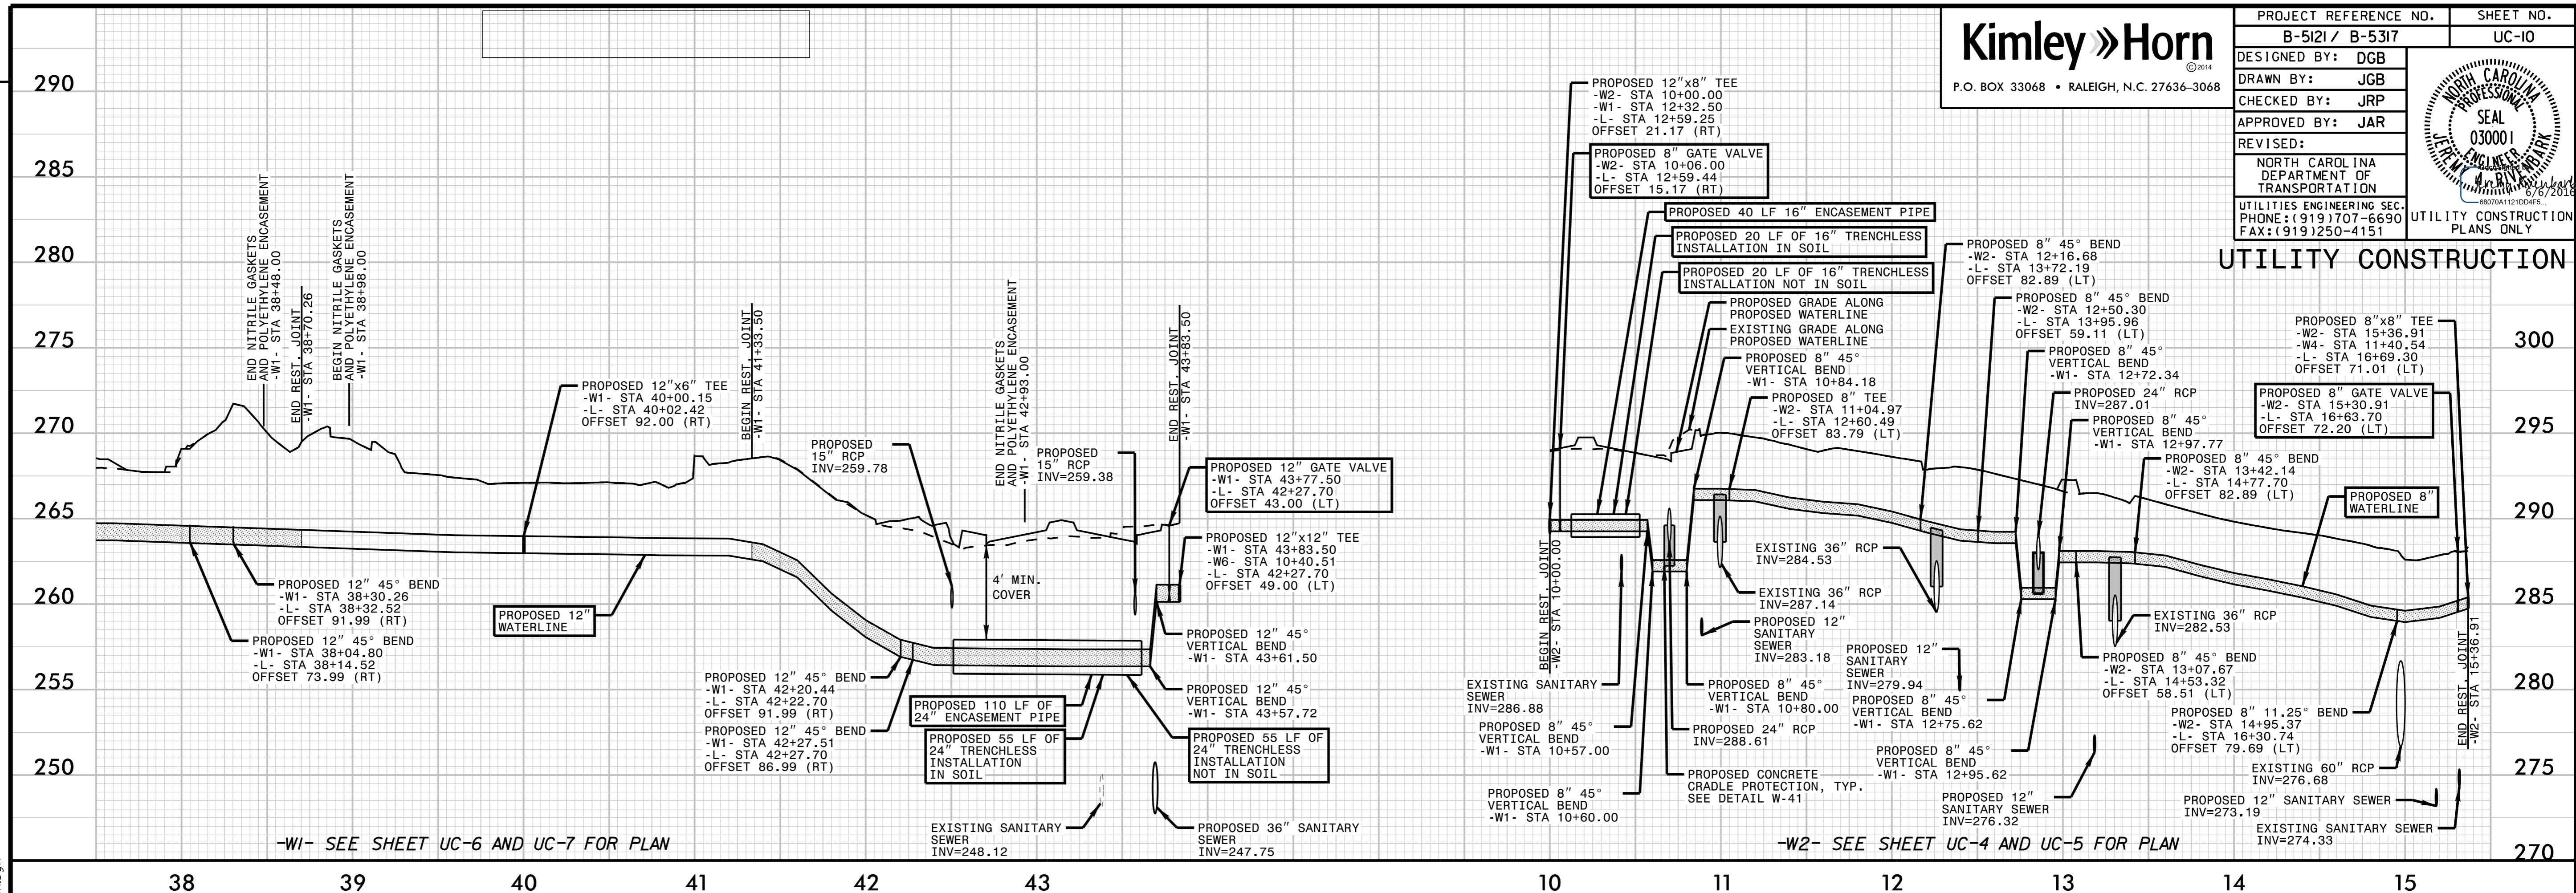 Kimley»Horn
©2014
P.O. BOX 33068 • RALEIGH, N.C. 27636–3068
PROJECT REFERENCE NO.
SHEET NO.
B-5121 / B-5317
UC-10
DESIGNED BY: DGB
DRAWN BY: JGB
CHECKED BY: JRP
APPROVED BY: JAR
REVISED:
NORTH CAROLINA
DEPARTMENT OF
TRANSPORTATION
UTILITIES ENGINEERING SEC.
PHONE:(919)707-6690
FAX:(919)250-4151
NORTH CAROLINA
PROFESSIONAL
SEAL
030001
ENGINEER
JEREMY A. RIVENBARK
6/6/2016
68070A1121DD4F5...
UTILITY CONSTRUCTION
PLANS ONLY
UTILITY CONSTRUCTION
290
285
280
275
270
265
260
255
250
END NITRILE GASKETS
AND POLYETHYLENE ENCASEMENT
-W1- STA 38+48.00
END REST. JOINT
-W1- STA 38+70.26
BEGIN NITRILE GASKETS
AND POLYETHYLENE ENCASEMENT
-W1- STA 38+98.00
PROPOSED 12"x6" TEE
-W1- STA 40+00.15
-L- STA 40+02.42
OFFSET 92.00 (RT)
BEGIN REST. JOINT
-W1- STA 41+33.50
PROPOSED
15" RCP
INV=259.78
END NITRILE GASKETS
AND POLYETHYLENE ENCASEMENT
-W1- STA 42+93.00
PROPOSED
15" RCP
INV=259.38
END REST. JOINT
-W1- STA 43+83.50
PROPOSED 12" GATE VALVE
-W1- STA 43+77.50
-L- STA 42+27.70
OFFSET 43.00 (LT)
PROPOSED 12"x12" TEE
-W1- STA 43+83.50
-W6- STA 10+40.51
-L- STA 42+27.70
OFFSET 49.00 (LT)
4' MIN.
COVER
PROPOSED 12" 45° BEND
-W1- STA 38+30.26
-L- STA 38+32.52
OFFSET 91.99 (RT)
PROPOSED 12" 45° BEND
-W1- STA 38+04.80
-L- STA 38+14.52
OFFSET 73.99 (RT)
PROPOSED 12"
WATERLINE
PROPOSED 12" 45° BEND
-W1- STA 42+20.44
-L- STA 42+22.70
OFFSET 91.99 (RT)
PROPOSED 12" 45° BEND
-W1- STA 42+27.51
-L- STA 42+27.70
OFFSET 86.99 (RT)
PROPOSED 110 LF OF
24" ENCASEMENT PIPE
PROPOSED 55 LF OF
24" TRENCHLESS
INSTALLATION
IN SOIL
PROPOSED 12" 45°
VERTICAL BEND
-W1- STA 43+61.50
PROPOSED 12" 45°
VERTICAL BEND
-W1- STA 43+57.72
PROPOSED 55 LF OF
24" TRENCHLESS
INSTALLATION
NOT IN SOIL
EXISTING SANITARY
SEWER
INV=248.12
PROPOSED 36" SANITARY
SEWER
INV=247.75
-W1- SEE SHEET UC-6 AND UC-7 FOR PLAN
38 39 40 41 42 43
PROPOSED 12"x8" TEE
-W2- STA 10+00.00
-W1- STA 12+32.50
-L- STA 12+59.25
OFFSET 21.17 (RT)
PROPOSED 8" GATE VALVE
-W2- STA 10+06.00
-L- STA 12+59.44
OFFSET 15.17 (RT)
PROPOSED 40 LF 16" ENCASEMENT PIPE
PROPOSED 20 LF OF 16" TRENCHLESS
INSTALLATION IN SOIL
PROPOSED 20 LF OF 16" TRENCHLESS
INSTALLATION NOT IN SOIL
PROPOSED GRADE ALONG
PROPOSED WATERLINE
EXISTING GRADE ALONG
PROPOSED WATERLINE
PROPOSED 8" 45°
VERTICAL BEND
-W1- STA 10+84.18
PROPOSED 8" TEE
-W2- STA 11+04.97
-L- STA 12+60.49
OFFSET 83.79 (LT)
PROPOSED 8" 45° BEND
-W2- STA 12+16.68
-L- STA 13+72.19
OFFSET 82.89 (LT)
PROPOSED 8" 45° BEND
-W2- STA 12+50.30
-L- STA 13+95.96
OFFSET 59.11 (LT)
PROPOSED 8" 45°
VERTICAL BEND
-W1- STA 12+72.34
PROPOSED 24" RCP
INV=287.01
PROPOSED 8" 45°
VERTICAL BEND
-W1- STA 12+97.77
PROPOSED 8" 45° BEND
-W2- STA 13+42.14
-L- STA 14+77.70
OFFSET 82.89 (LT)
PROPOSED 8"x8" TEE
-W2- STA 15+36.91
-W4- STA 11+40.54
-L- STA 16+69.30
OFFSET 71.01 (LT)
PROPOSED 8" GATE VALVE
-W2- STA 15+30.91
-L- STA 16+63.70
OFFSET 72.20 (LT)
PROPOSED 8"
WATERLINE
BEGIN REST. JOINT
-W2- STA 10+00.00
EXISTING SANITARY
SEWER
INV=286.88
PROPOSED 8" 45°
VERTICAL BEND
-W1- STA 10+57.00
PROPOSED 8" 45°
VERTICAL BEND
-W1- STA 10+60.00
EXISTING 36" RCP
INV=284.53
EXISTING 36" RCP
INV=287.14
PROPOSED 12"
SANITARY
SEWER
INV=283.18
PROPOSED 8" 45°
VERTICAL BEND
-W1- STA 10+80.00
PROPOSED 24" RCP
INV=288.61
PROPOSED CONCRETE
CRADLE PROTECTION, TYP.
SEE DETAIL W-41
PROPOSED 12"
SANITARY
SEWER
INV=279.94
PROPOSED 8" 45°
VERTICAL BEND
-W1- STA 12+75.62
PROPOSED 8" 45°
VERTICAL BEND
-W1- STA 12+95.62
PROPOSED 12"
SANITARY SEWER
INV=276.32
EXISTING 36" RCP
INV=282.53
PROPOSED 8" 45° BEND
-W2- STA 13+07.67
-L- STA 14+53.32
OFFSET 58.51 (LT)
PROPOSED 8" 11.25° BEND
-W2- STA 14+95.37
-L- STA 16+30.74
OFFSET 79.69 (LT)
EXISTING 60" RCP
INV=276.68
PROPOSED 12" SANITARY SEWER
INV=273.19
EXISTING SANITARY SEWER
INV=274.33
END REST. JOINT
-W2- STA 15+36.91
-W2- SEE SHEET UC-4 AND UC-5 FOR PLAN
300
295
290
285
280
275
270
10 11 12 13 14 15